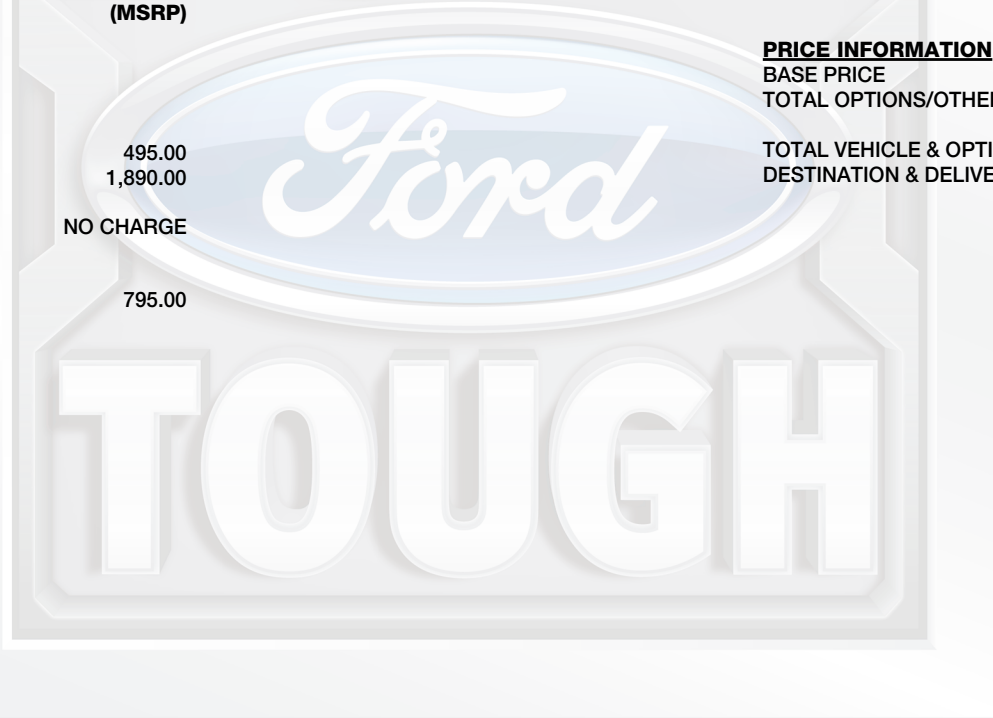 (MSRP)
495.00
1,890.00
NO CHARGE
795.00
PRICE INFORMATION
BASE PRICE
TOTAL OPTIONS/OTHER
TOTAL VEHICLE & OPTI
DESTINATION & DELIVE
Ford
TOUGH